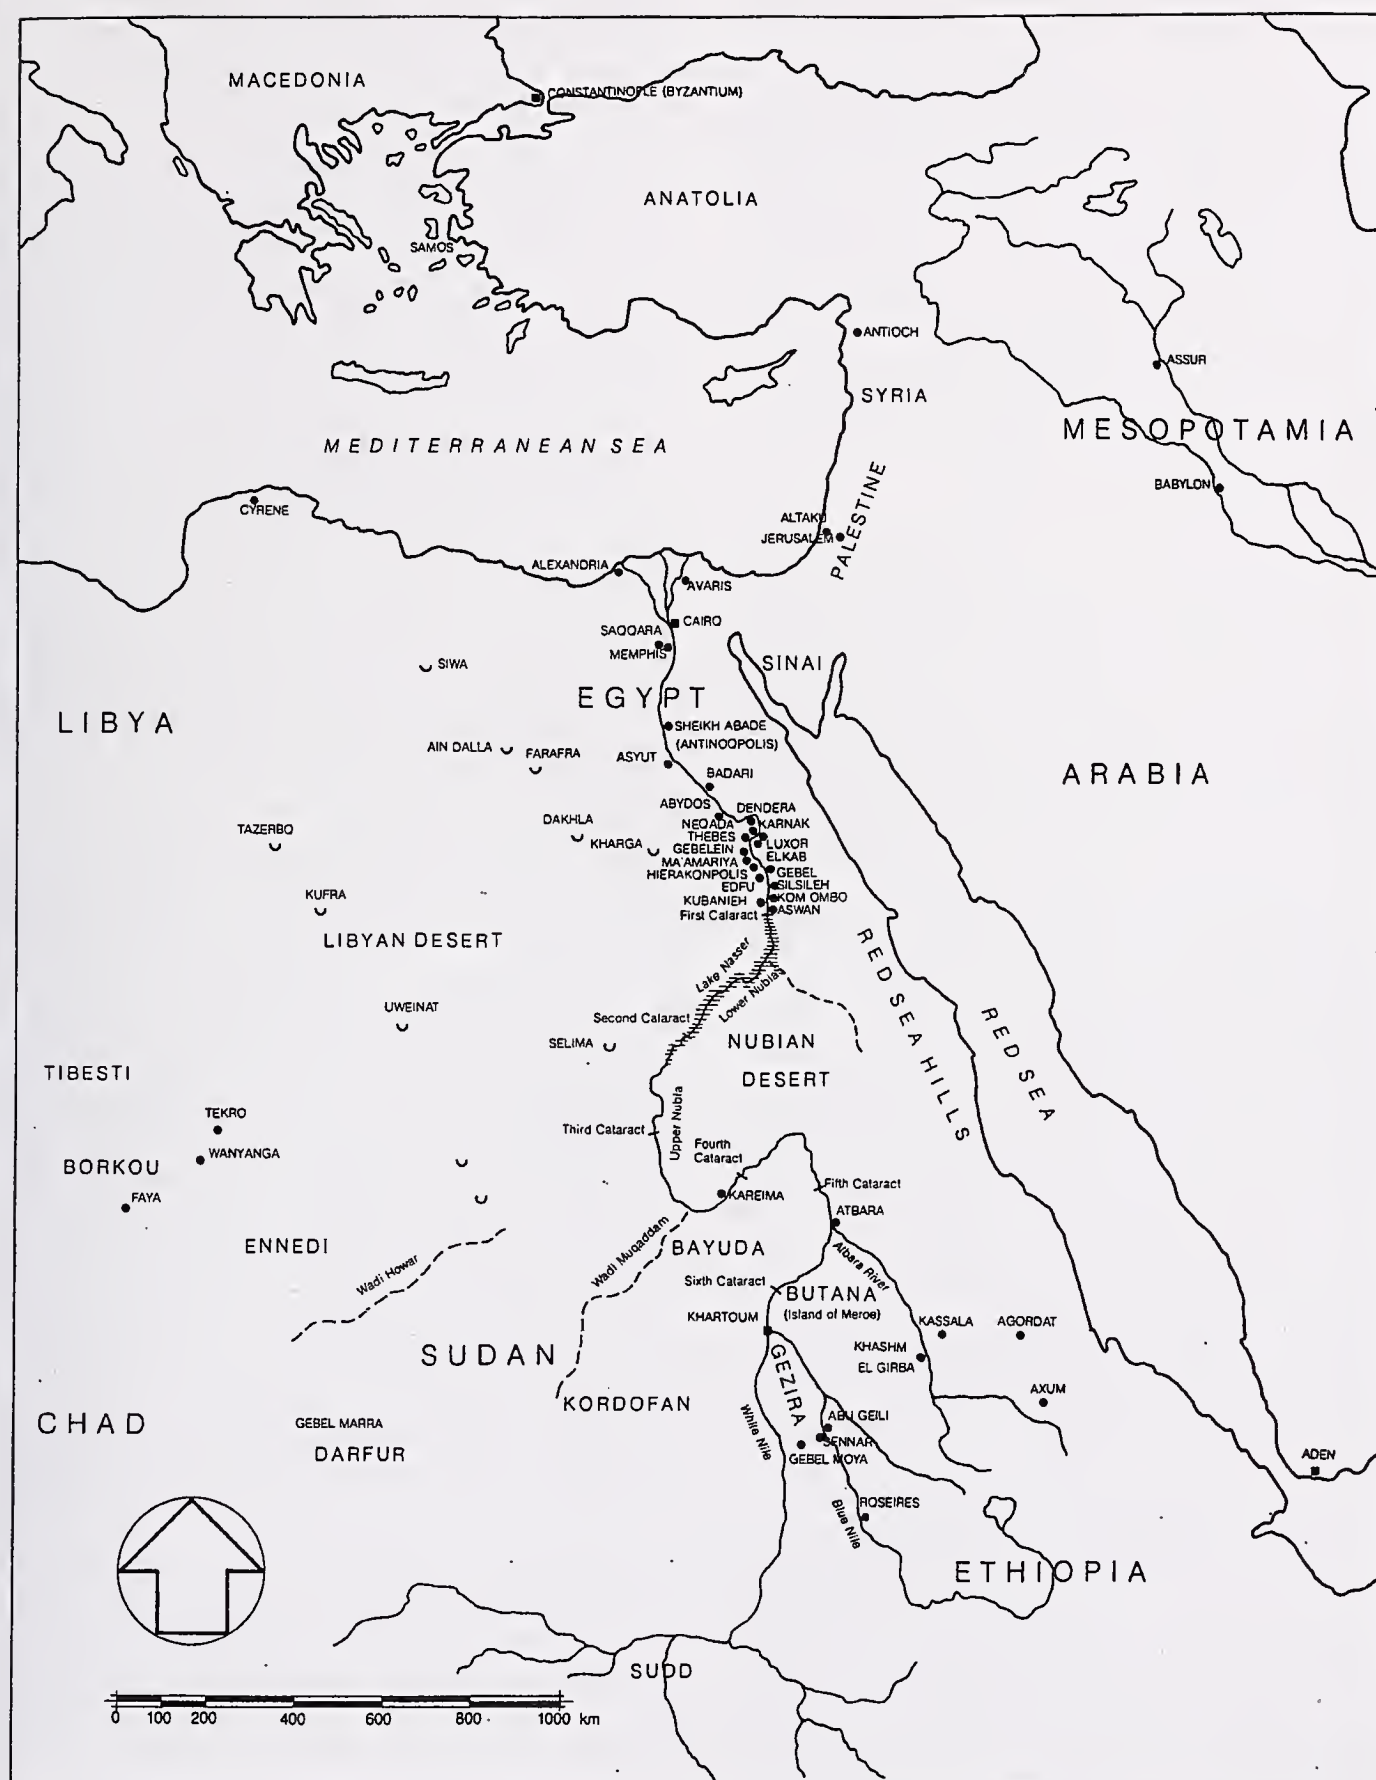 MACEDONIA
CONSTANTINOPLE (BYZANTIUM)
ANATOLIA
SAMOS
ANTIOCH
ASSUR
SYRIA
MESOPOTAMIA
MEDITERRANEAN SEA
BABYLON
PALESTINE
CYRENE
ALTAKU
JERUSALEM
ALEXANDRIA
AVARIS
CAIRO
SAQQARA
MEMPHIS
SINAI
SIWA
EGYPT
LIBYA
SHEIKH ABADE
(ANTINOOPOLIS)
AIN DALLA
FARAFRA
ASYUT
BADARI
ARABIA
ABYDOS
DENDERA
DAKHLA
NEQADA
KARNAK
TAZERBO
THEBES
KHARGA
GEBELEIN
LUXOR
ELKAB
MA'AMARIYA
HIERAKONPOLIS
GEBEL
SILSILEH
EDFU
KUFRA
KUBANIEH
KOM OMBO
First Cataract
ASWAN
LIBYAN DESERT
RED SEA HILLS
Lake Nasser
Lower Nubia
UWEINAT
Second Cataract
RED SEA
SELIMA
NUBIAN
DESERT
TIBESTI
Upper Nubia
TEKRO
Third Cataract
Fourth
Cataract
WANYANGA
BORKOU
FAYA
KAREIMA
Fifth Cataract
ATBARA
ENNEDI
Wadi Howar
Wadi Muqaddam
BAYUDA
Atbara River
Sixth Cataract
BUTANA
(Island of Meroe)
KHARTOUM
KASSALA
AGORDAT
SUDAN
KHASHM
EL GIRBA
GEZIRA
AXUM
KORDOFAN
CHAD
GEBEL MARRA
DARFUR
White Nile
ABU GEILI
SENNAR
GEBEL MOYA
ADEN
ROSEIRES
Blue Nile
ETHIOPIA
SUDD
0 100 200 400 600 800 1000 km